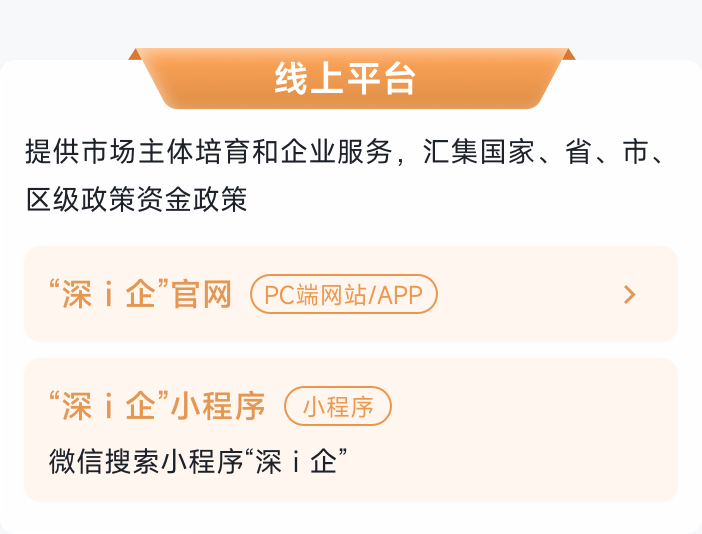 线上平台
提供市场主体培育和企业服务，汇集国家、省、市、
区级政策资金政策
“深ｉ企”官网 PC端网站/APP
“深ｉ企”小程序 小程序
微信搜索小程序“深ｉ企”